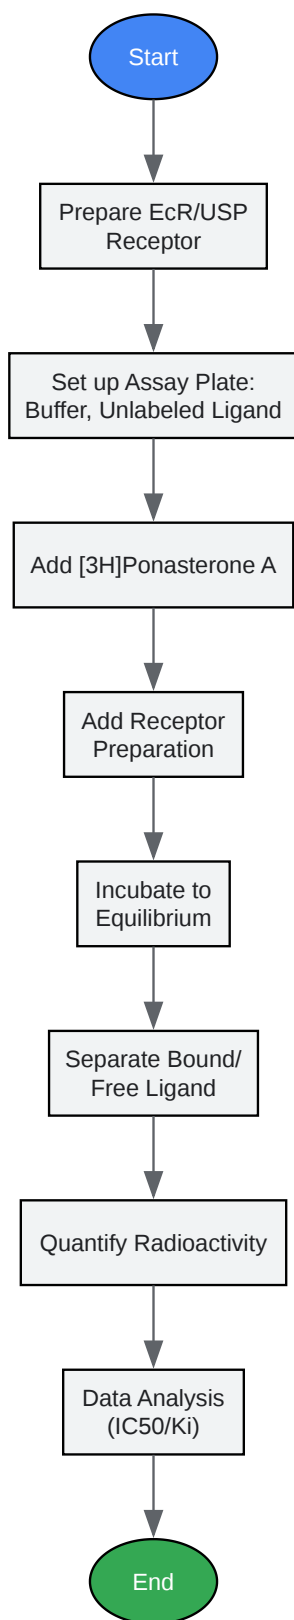 Start
Prepare EcR/USP
Receptor
Set up Assay Plate:
Buffer, Unlabeled Ligand
Add [3H]Ponasterone A
Add Receptor
Preparation
Incubate to
Equilibrium
Separate Bound/
Free Ligand
Quantify Radioactivity
Data Analysis
(IC50/Ki)
End